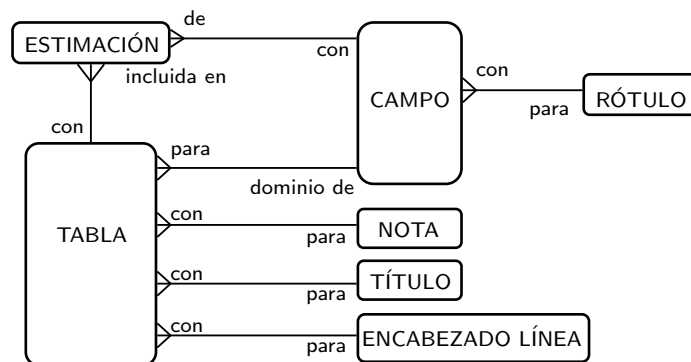 de
ESTIMACIÓN
con
incluida en
CAMPO
con
RÓTULO
para
con
para
dominio de
TABLA
con
NOTA
para
con
TÍTULO
para
con
ENCABEZADO LÍNEA
para